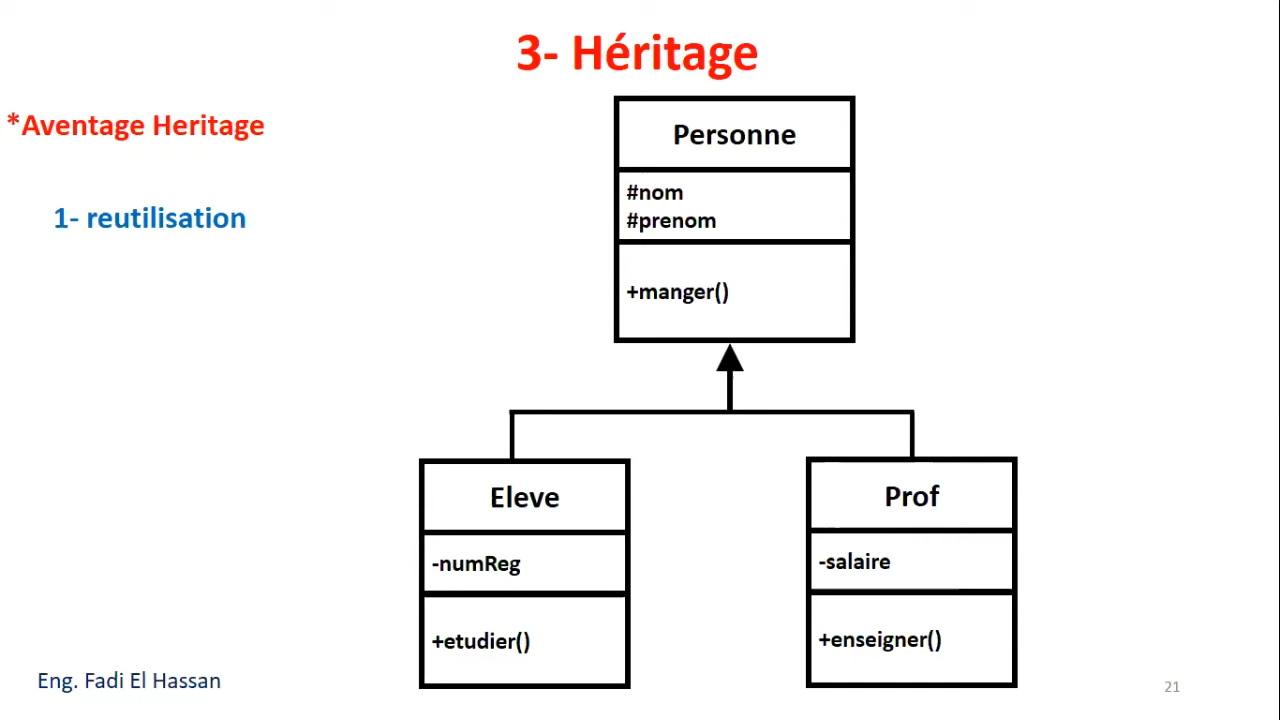 3- Héritage
*Aventage Heritage
1- reutilisation
Personne
#nom
#prenom
+manger()
Eleve
-numReg
+etudier()
Prof
-salaire
+enseigner()
Eng. Fadi El Hassan
21